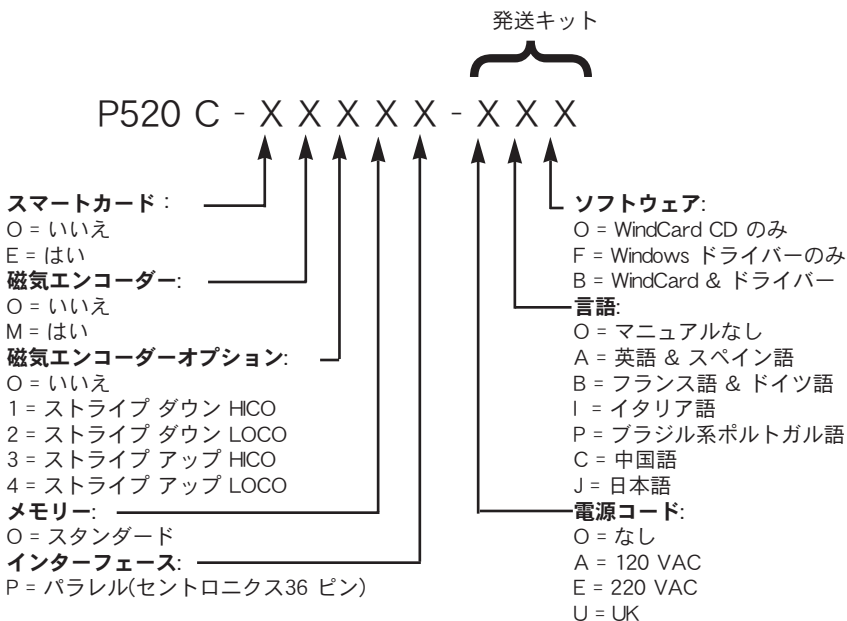 発送キット
P520 C - X X X X X - X X X
スマートカード :
O = いいえ
E = はい
磁気エンコーダー:
O = いいえ
M = はい
磁気エンコーダーオプション:
O = いいえ
1 = ストライプ ダウン HICO
2 = ストライプ ダウン LOCO
3 = ストライプ アップ HICO
4 = ストライプ アップ LOCO
メモリー:
O = スタンダード
インターフェース:
P = パラレル(セントロニクス36 ピン)
ソフトウェア:
O = WindCard CD のみ
F = Windows ドライバーのみ
B = WindCard & ドライバー
言語:
O = マニュアルなし
A = 英語 & スペイン語
B = フランス語 & ドイツ語
I = イタリア語
P = ブラジル系ポルトガル語
C = 中国語
J = 日本語
電源コード:
O = なし
A = 120 VAC
E = 220 VAC
U = UK